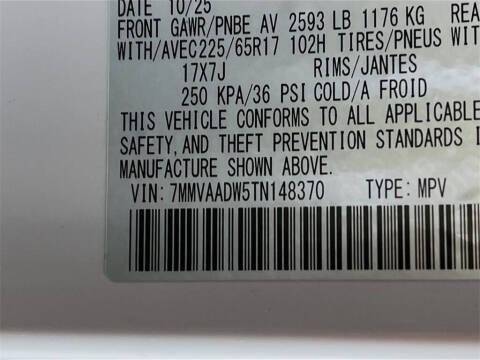 DATE 10/25
FRONT GAWR/PNBE AV 2593 LB 1176 KG REA
WITH/AVEC225/65R17 102H TIRES/PNEUS WIT
17X7J RIMS/JANTES
250 KPA/36 PSI COLD/A FROID
THIS VEHICLE CONFORMS TO ALL APPLICABLE
SAFETY,AND THEFT PREVENTION STANDARDS I
MANUFACTURE SHOWN ABOVE.
VIN: 7MMVAADW5TN148370 TYPE: MPV